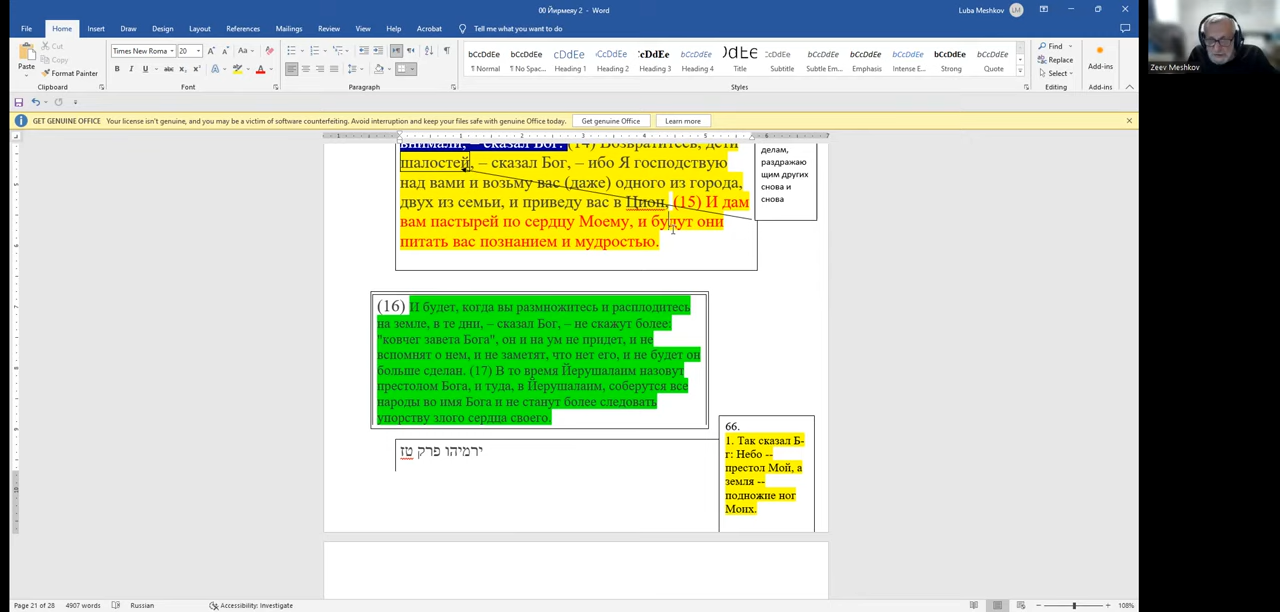 00 Йирмеяу 2 - Word
Luba Meshkov
LM
File Home Insert Draw Design Layout References Mailings Review View Help Acrobat Tell me what you want to do
Paste
Cut
Copy
Format Painter
Clipboard
Times New Roma 20
Font
Paragraph
AaBbCcDdEe
¶ Normal ¶ No Spac... Heading 1 Heading 2 Heading 3 Heading 4 Title Subtitle Subtle Em... Emphasis Intense E... Strong Quote
Styles
Find
Replace
Select
Editing
Add-ins
Add-ins
Zeev Meshkov
GET GENUINE OFFICE Your license isn't genuine, and you may be a victim of software counterfeiting. Avoid interruption and keep your files safe with genuine Office today. Get genuine Office Learn more
внимали, – сказал Бог. (14) Возвратитесь, дети
шалостей, – сказал Бог, – ибо Я господствую
над вами и возьму вас (даже) одного из города,
двух из семьи, и приведу вас в Цион, (15) И дам
вам пастырей по сердцу Моему, и будут они
питать вас познанием и мудростью.
делам,
раздражаю
щим других
снова и
снова
(16) И будет, когда вы размножитесь и расплодитесь
на земле, в те дни, – сказал Бог, – не скажут более:
"ковчег завета Бога", он и на ум не придет, и не
вспомнят о нем, и не заметят, что нет его, и не будет он
больше сделан. (17) В то время Йерушалаим назовут
престолом Бога, и туда, в Йерушалаим, соберутся все
народы во имя Бога и не станут более следовать
упорству злого сердца своего.
ירמיהו פרק טז
66.
1. Так сказал Б-
г: Небо --
престол Мой, а
земля --
подножие ног
Моих.
Page 21 of 28 4907 words Russian Accessibility: Investigate 108%